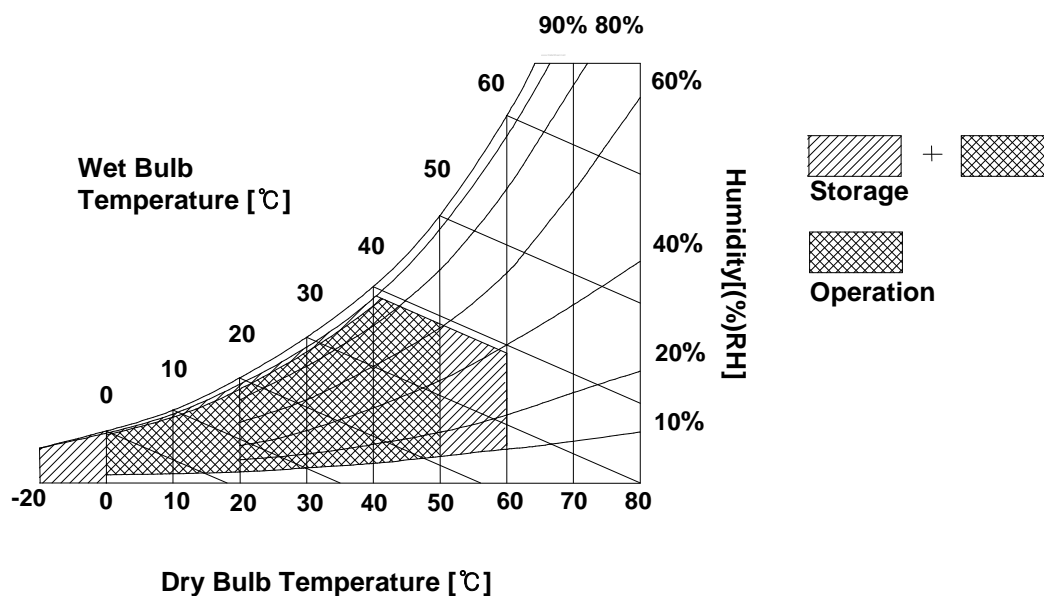 90% 80%
60
60%
50
Wet Bulb
Temperature [℃]
40
40%
30
20
20%
10
0
10%
Humidity[(%)RH]
-20 0 10 20 30 40 50 60 70 80
Dry Bulb Temperature [℃]
+
Storage
Operation